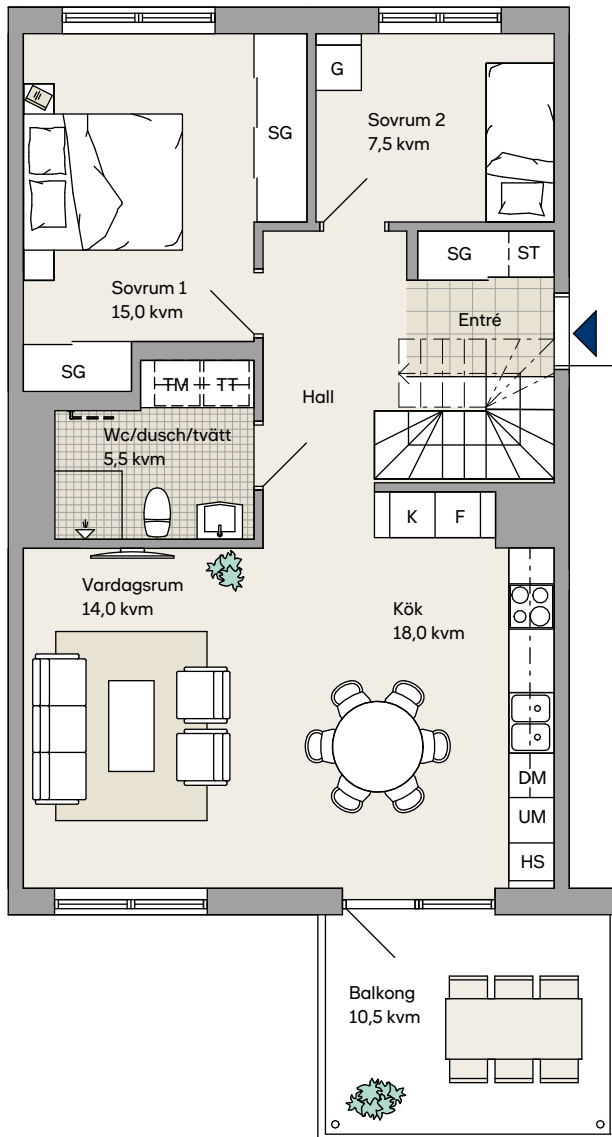 G
SG
Sovrum 2
7,5 kvm
SG
ST
Sovrum 1
15,0 kvm
Entré
SG
TM
TT
Hall
Wc/dusch/tvätt
5,5 kvm
K
F
Vardagsrum
14,0 kvm
Kök
18,0 kvm
DM
UM
HS
Balkong
10,5 kvm